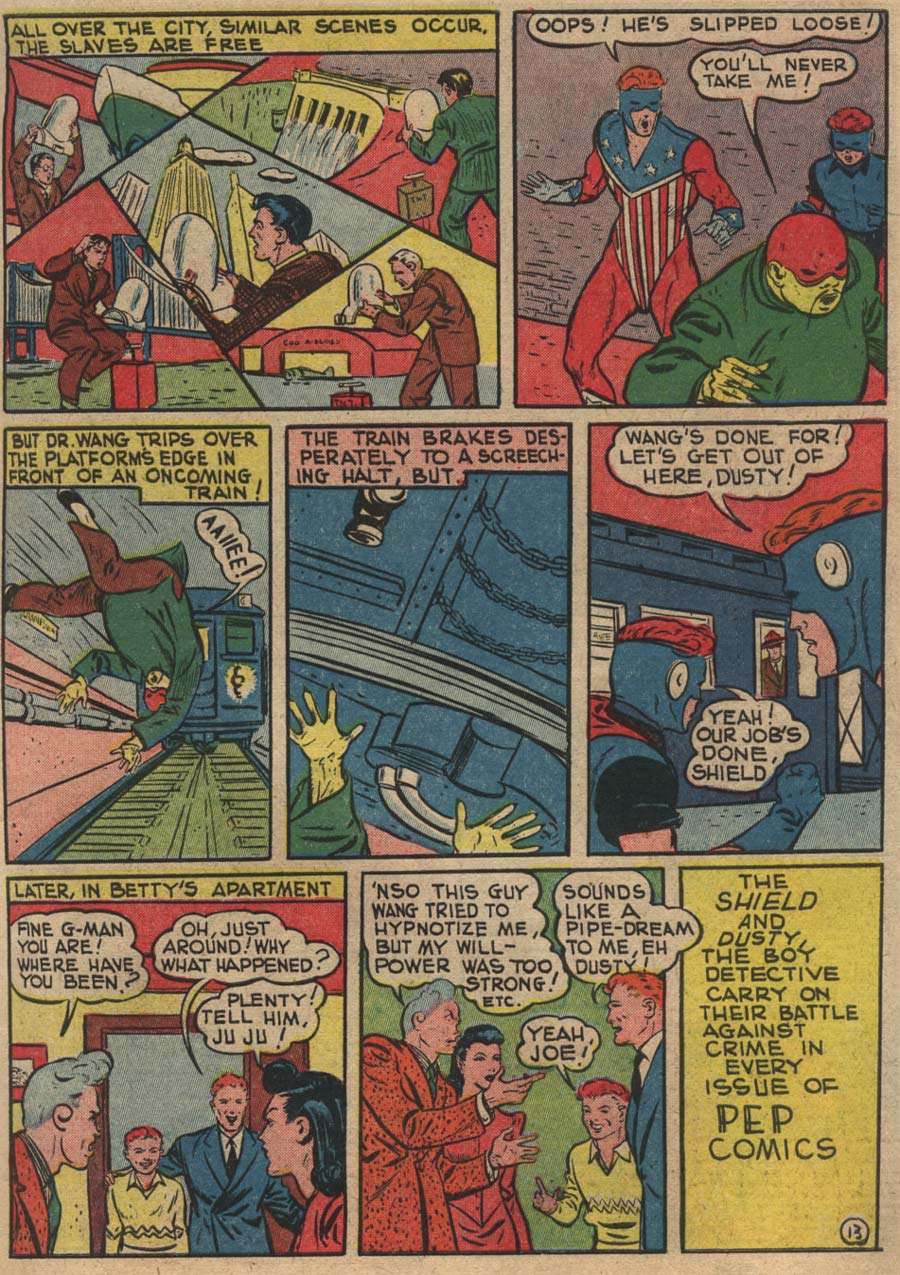 ALL OVER THE CITY, SIMILAR SCENES OCCUR,
THE SLAVES ARE FREE
TNT
OOPS! HE'S SLIPPED LOOSE!
YOU'LL NEVER
TAKE ME!
BUT DR. WANG TRIPS OVER
THE PLATFORM'S EDGE IN
FRONT OF AN ONCOMING
TRAIN!
AAIIEE!
THE TRAIN BRAKES DES-
PERATELY TO A SCREECH-
ING HALT, BUT,
WANG'S DONE FOR!
LET'S GET OUT OF
HERE, DUSTY!
YEAH!
OUR JOB'S
DONE,
SHIELD,
LATER, IN BETTY'S APARTMENT
FINE G-MAN
YOU ARE!
WHERE HAVE
YOU BEEN?
OH, JUST
AROUND! WHY
WHAT HAPPENED?
PLENTY!
TELL HIM,
JU JU!
'NSO THIS GUY
WANG TRIED TO
HYPNOTIZE ME,
BUT MY WILL-
POWER WAS TOO
STRONG!
ETC.
SOUNDS
LIKE A
PIPE-DREAM
TO ME, EH
DUSTY!
YEAH,
JOE!
THE
SHIELD
AND
DUSTY,
THE BOY
DETECTIVE
CARRY ON
THEIR BATTLE
AGAINST
CRIME IN
EVERY
ISSUE OF
PEP
COMICS
13